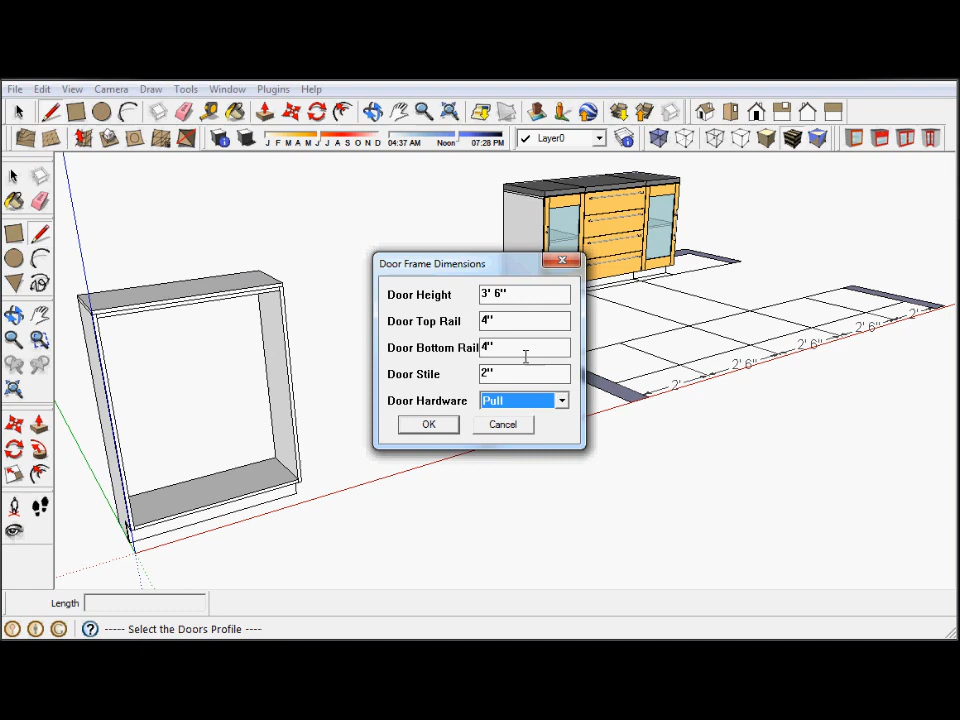 File Edit View Camera Draw Tools Window Plugins Help
J F M A M J J A S O N D 04:37 AM Noon 07:28 PM Layer0
Door Frame Dimensions
Door Height 3' 6"
Door Top Rail 4"
Door Bottom Rail 4"
Door Stile 2"
Door Hardware Pull
OK Cancel
2' 2' 6" 2' 6" 2' 6" 2'
Length
----- Select the Doors Profile ----